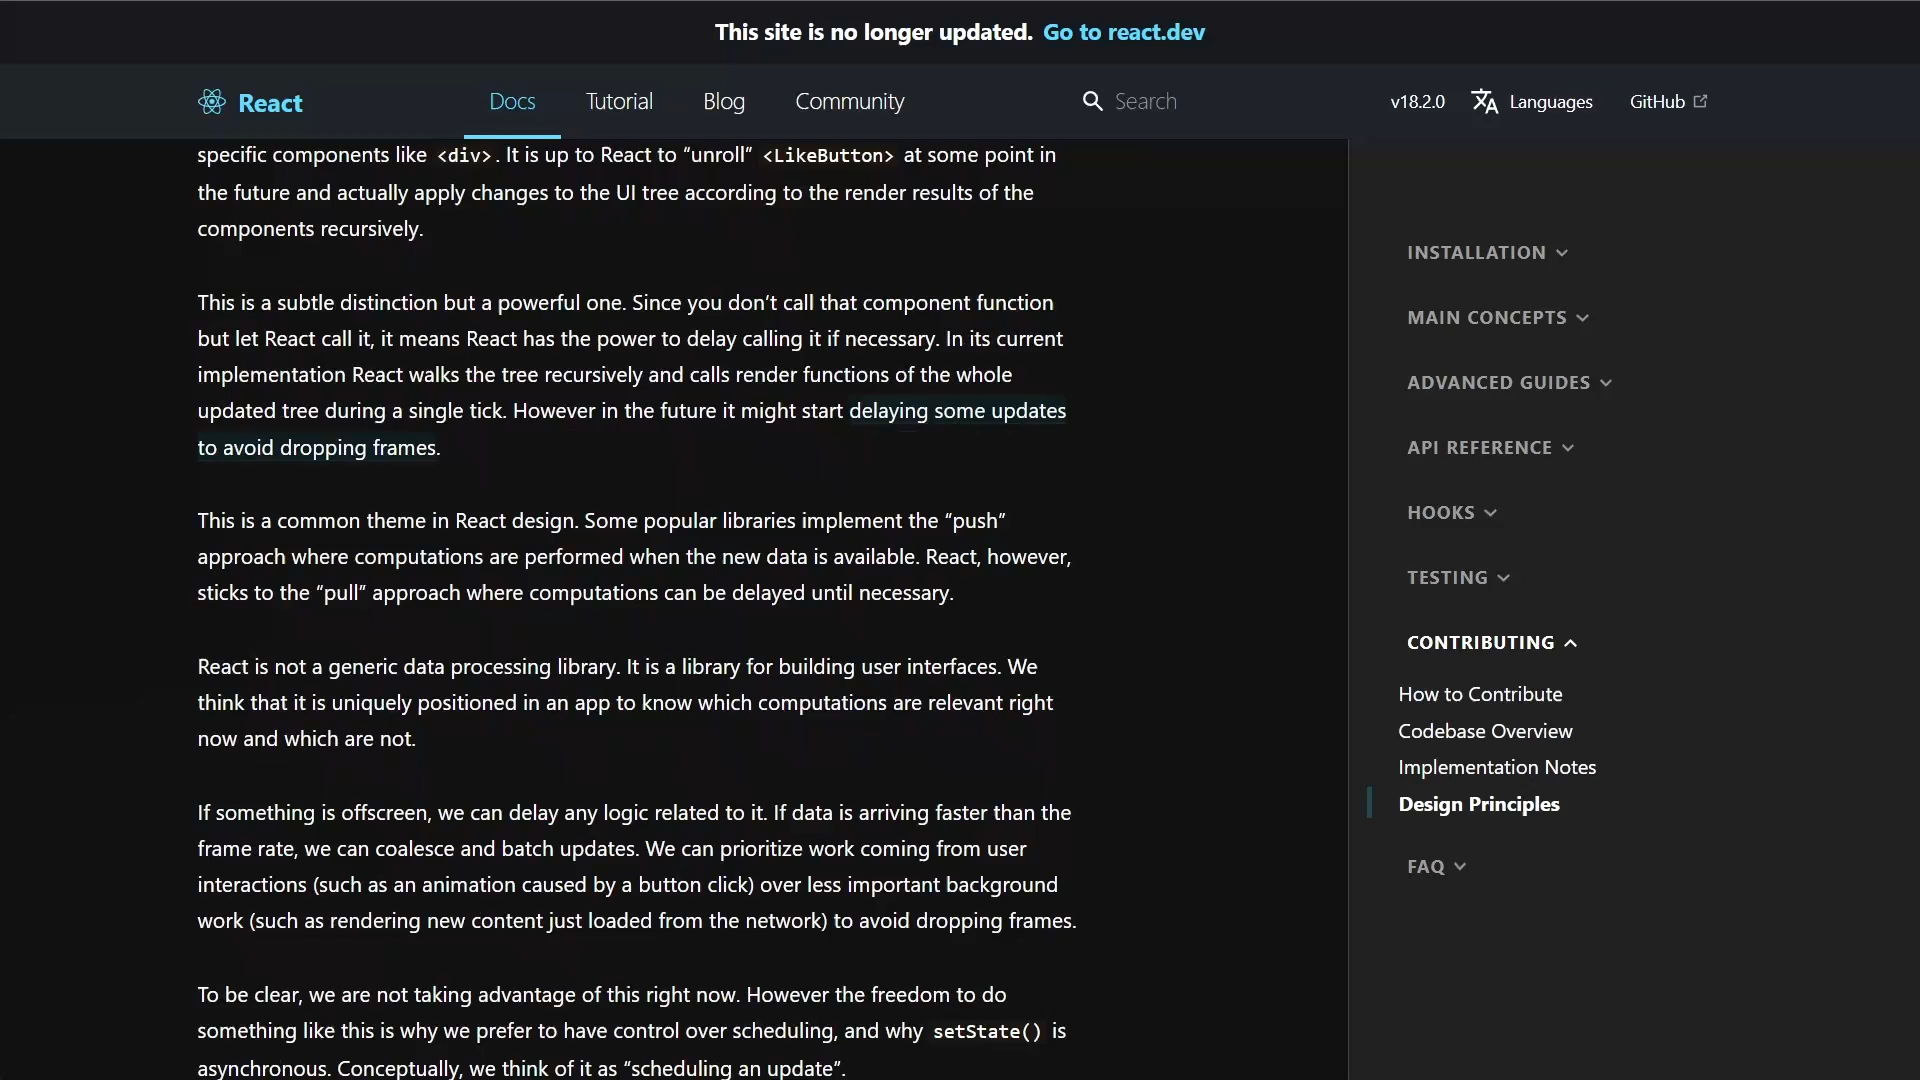 This site is no longer updated. Go to react.dev
React Docs Tutorial Blog Community Search v18.2.0 Languages GitHub
specific components like <div>. It is up to React to “unroll” <LikeButton> at some point in
the future and actually apply changes to the UI tree according to the render results of the
components recursively.
This is a subtle distinction but a powerful one. Since you don’t call that component function
but let React call it, it means React has the power to delay calling it if necessary. In its current
implementation React walks the tree recursively and calls render functions of the whole
updated tree during a single tick. However in the future it might start delaying some updates
to avoid dropping frames.
This is a common theme in React design. Some popular libraries implement the “push”
approach where computations are performed when the new data is available. React, however,
sticks to the “pull” approach where computations can be delayed until necessary.
React is not a generic data processing library. It is a library for building user interfaces. We
think that it is uniquely positioned in an app to know which computations are relevant right
now and which are not.
If something is offscreen, we can delay any logic related to it. If data is arriving faster than the
frame rate, we can coalesce and batch updates. We can prioritize work coming from user
interactions (such as an animation caused by a button click) over less important background
work (such as rendering new content just loaded from the network) to avoid dropping frames.
To be clear, we are not taking advantage of this right now. However the freedom to do
something like this is why we prefer to have control over scheduling, and why setState() is
asynchronous. Conceptually, we think of it as “scheduling an update”.
INSTALLATION
MAIN CONCEPTS
ADVANCED GUIDES
API REFERENCE
HOOKS
TESTING
CONTRIBUTING
How to Contribute
Codebase Overview
Implementation Notes
Design Principles
FAQ